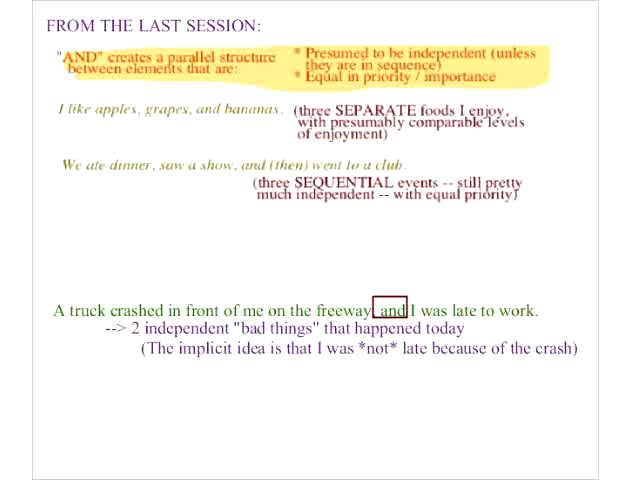 FROM THE LAST SESSION:
"AND" creates a parallel structure
between elements that are:
* Presumed to be independent (unless
they are in sequence)
* Equal in priority / importance
I like apples, grapes, and bananas.
(three SEPARATE foods I enjoy,
with presumably comparable levels
of enjoyment)
We ate dinner, saw a show, and (then) went to a club.
(three SEQUENTIAL events -- still pretty
much independent -- with equal priority)
A truck crashed in front of me on the freeway, and I was late to work.
--> 2 independent "bad things" that happened today
(The implicit idea is that I was *not* late because of the crash)